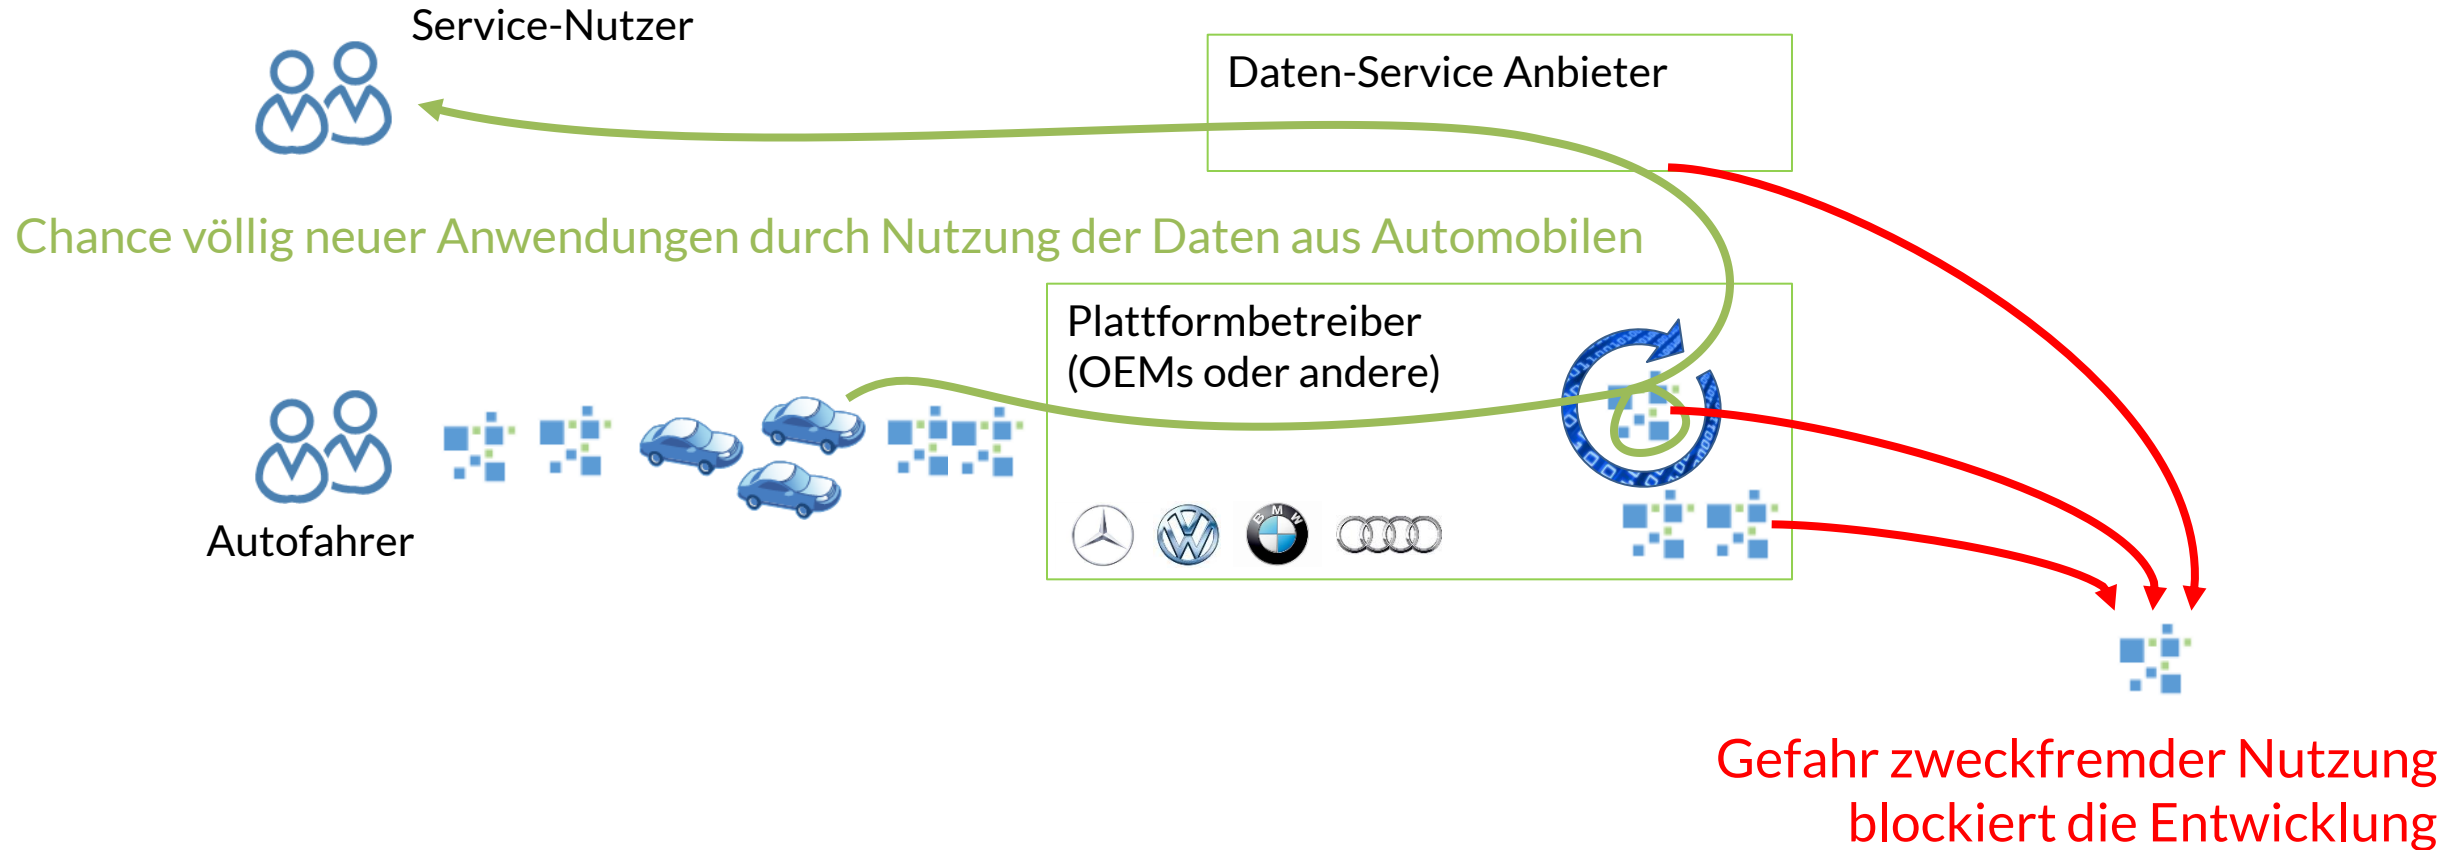 Service-Nutzer
Daten-Service Anbieter
Chance völlig neuer Anwendungen durch Nutzung der Daten aus Automobilen
Plattformbetreiber
(OEMs oder andere)
Autofahrer
BMW
Gefahr zweckfremder Nutzung
blockiert die Entwicklung